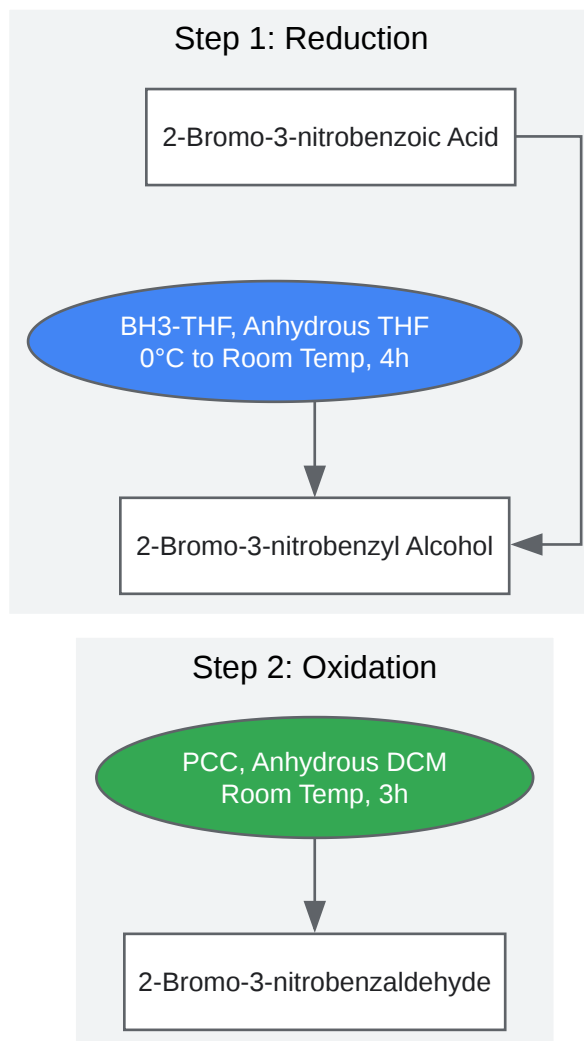 Step 1: Reduction
2-Bromo-3-nitrobenzoic Acid
BH3-THF, Anhydrous THF
0°C to Room Temp, 4h
2-Bromo-3-nitrobenzyl Alcohol
Step 2: Oxidation
PCC, Anhydrous DCM
Room Temp, 3h
2-Bromo-3-nitrobenzaldehyde